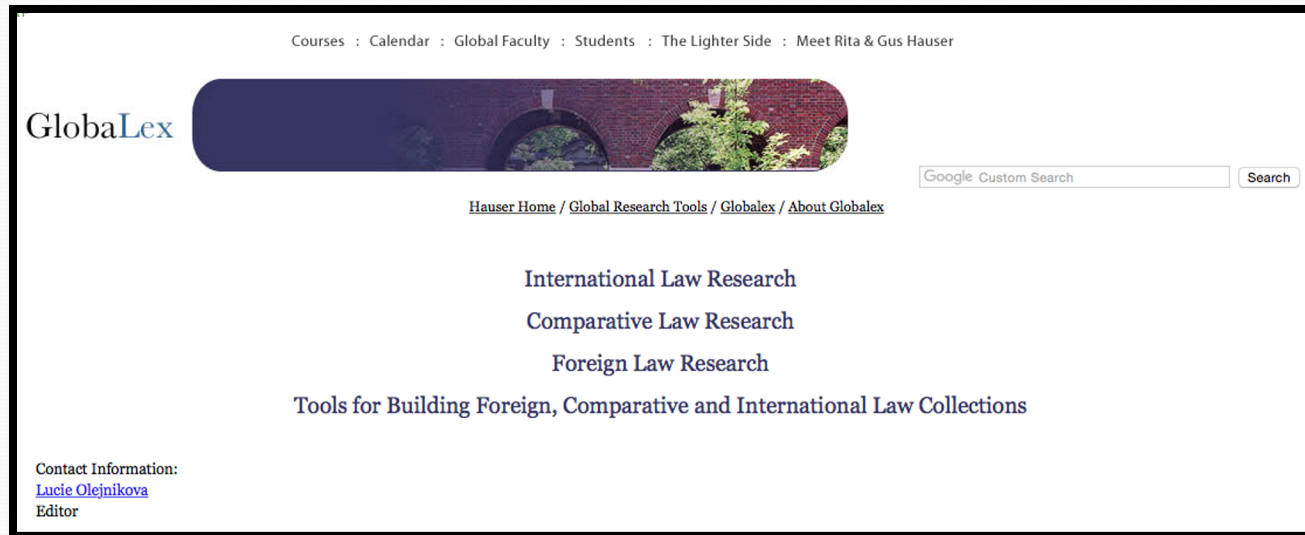 Courses : Calendar : Global Faculty : Students : The Lighter Side : Meet Rita & Gus Hauser
GlobaLex
Google Custom Search
Search
Hauser Home / Global Research Tools / Globalex / About Globalex
International Law Research
Comparative Law Research
Foreign Law Research
Tools for Building Foreign, Comparative and International Law Collections
Contact Information:
Lucie Olejnikova
Editor